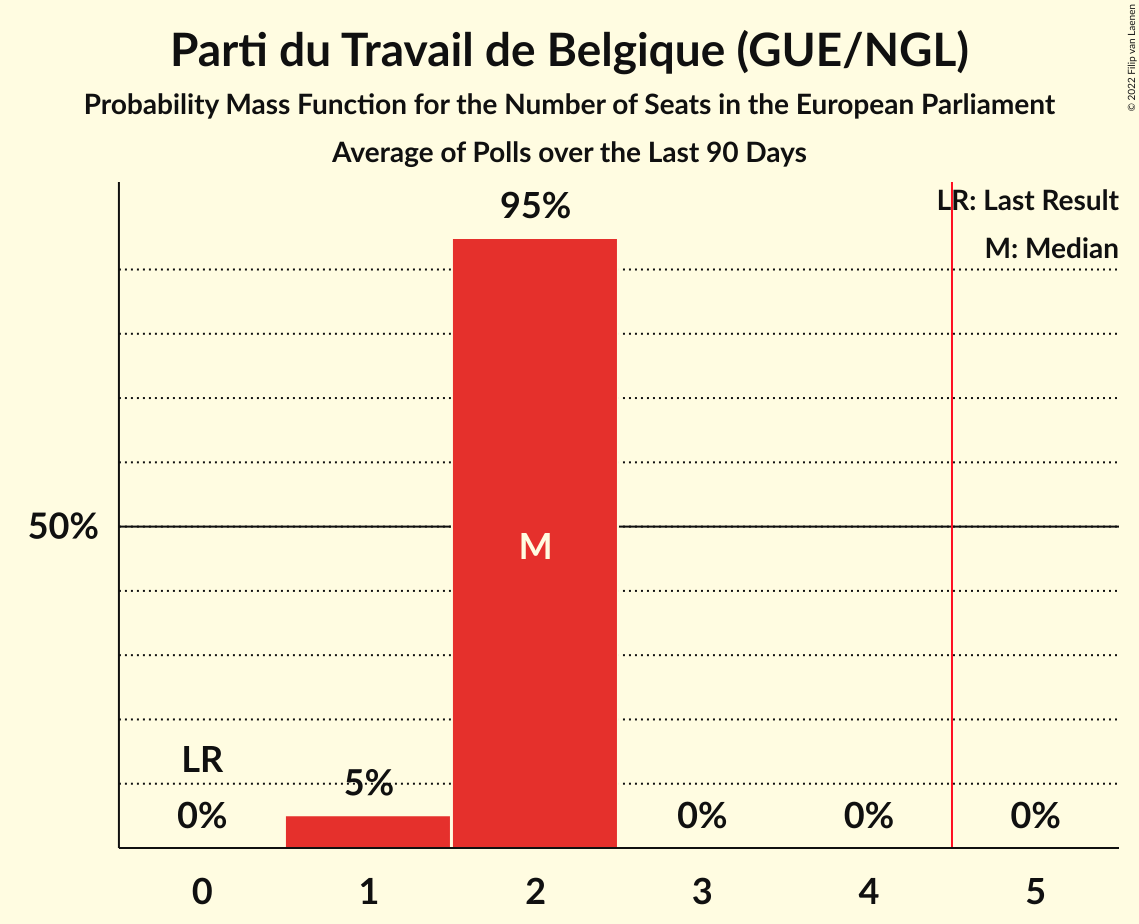 Parti du Travail de Belgique (GUE/NGL)
Probability Mass Function for the Number of Seats in the European Parliament
Average of Polls over the Last 90 Days
© 2022 Filip van Laenen
LR: Last Result
M: Median
95%
50%
M
LR
0%
5%
0%
0%
0%
0
1
2
3
4
5